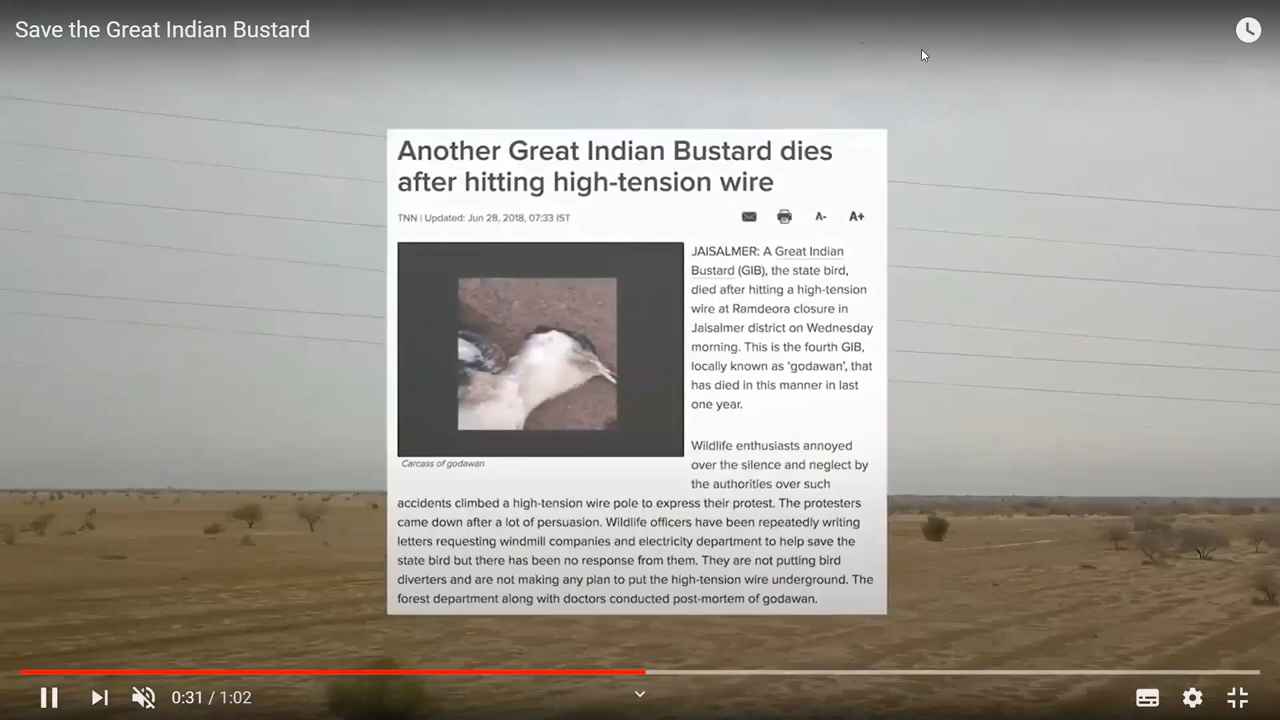 Save the Great Indian Bustard
Another Great Indian Bustard dies
after hitting high-tension wire
TNN | Updated: Jun 28, 2018, 07:33 IST
A- A+
JAISALMER: A Great Indian
Bustard (GIB), the state bird,
died after hitting a high-tension
wire at Ramdeora closure in
Jaisalmer district on Wednesday
morning. This is the fourth GIB,
locally known as 'godawan', that
has died in this manner in last
one year.
Carcass of godawan
Wildlife enthusiasts annoyed
over the silence and neglect by
the authorities over such
accidents climbed a high-tension wire pole to express their protest. The protesters
came down after a lot of persuasion. Wildlife officers have been repeatedly writing
letters requesting windmill companies and electricity department to help save the
state bird but there has been no response from them. They are not putting bird
diverters and are not making any plan to put the high-tension wire underground. The
forest department along with doctors conducted post-mortem of godawan.
0:31 / 1:02